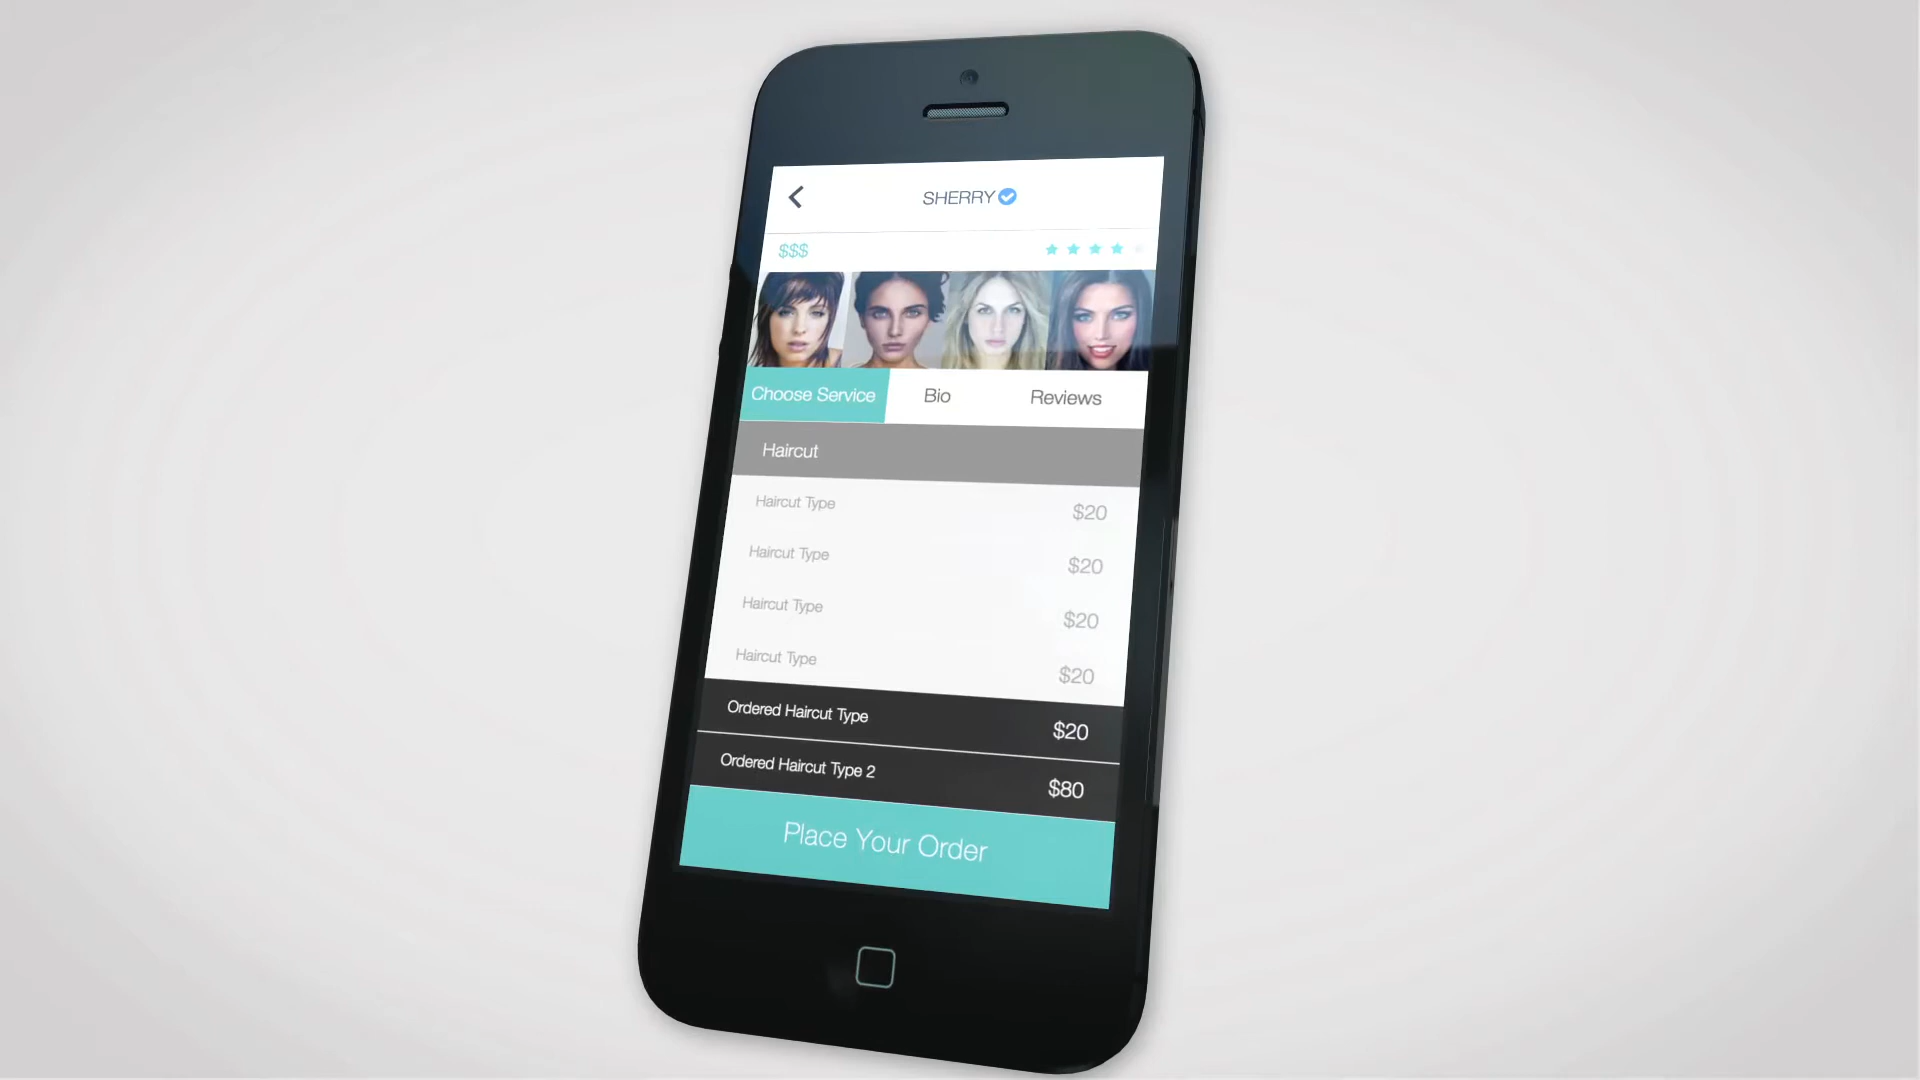 SHERRY
$$$
Choose Service Bio Reviews
Haircut
Haircut Type $20
Haircut Type $20
Haircut Type $20
Haircut Type $20
Ordered Haircut Type $20
Ordered Haircut Type 2 $80
Place Your Order